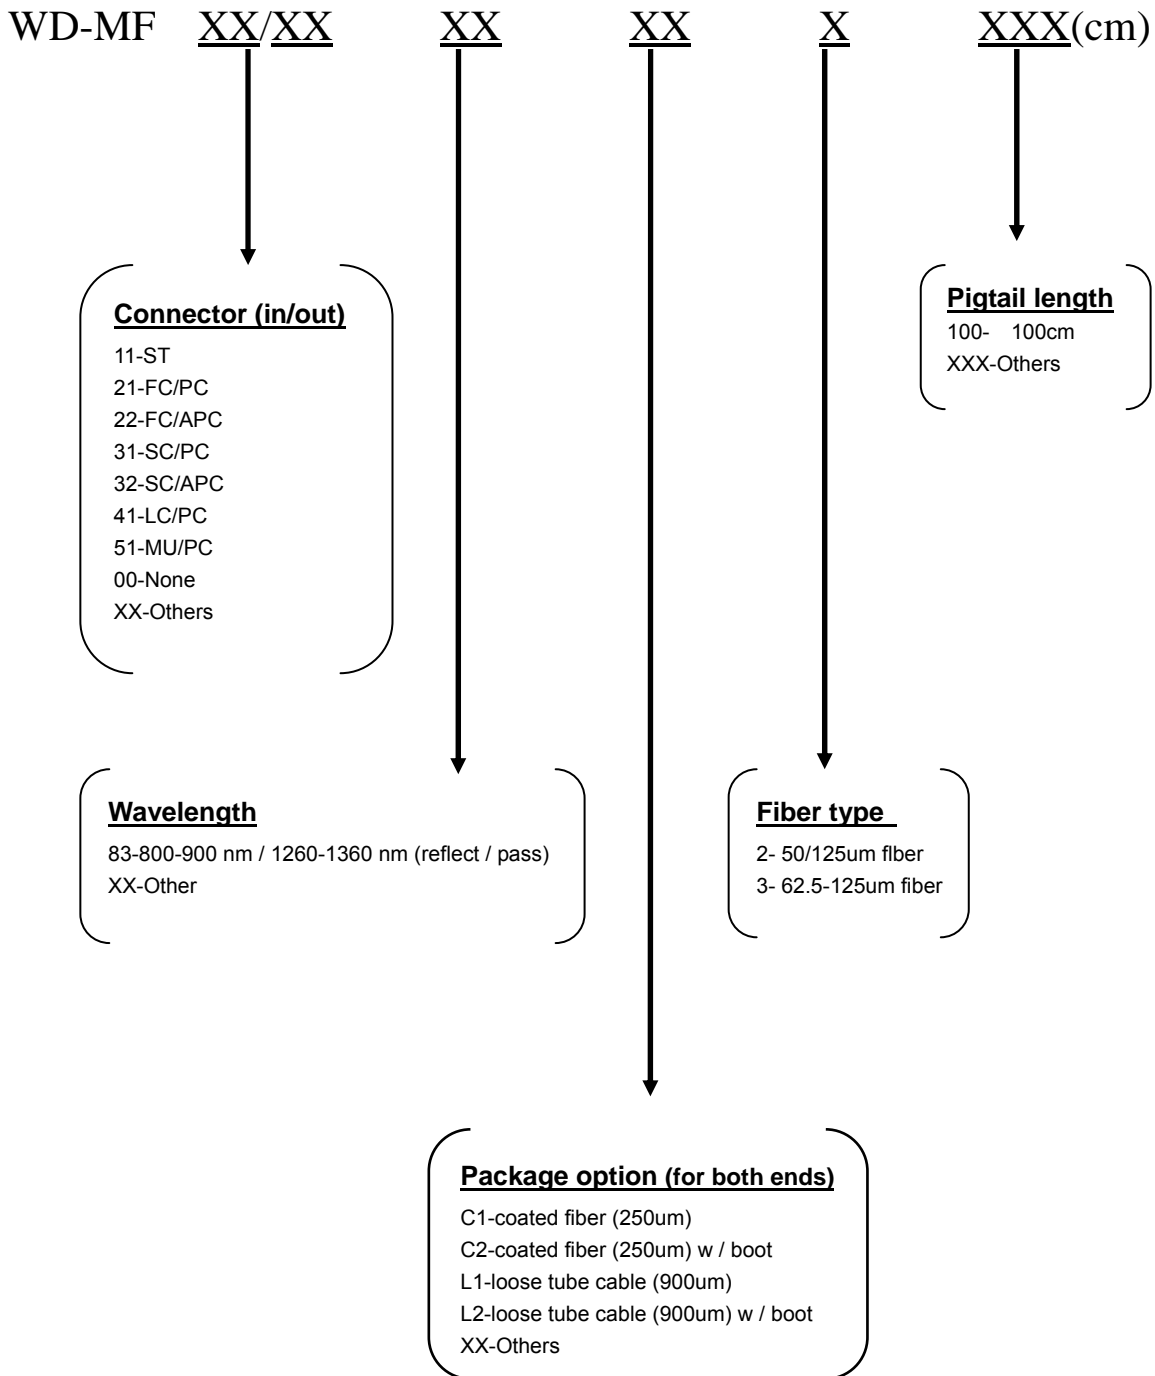 WD-MF XX/XX XX XX X XXX(cm)
Connector (in/out)
11-ST
21-FC/PC
22-FC/APC
31-SC/PC
32-SC/APC
41-LC/PC
51-MU/PC
00-None
XX-Others
Pigtail length
100- 100cm
XXX-Others
Wavelength
83-800-900 nm / 1260-1360 nm (reflect / pass)
XX-Other
Fiber type
2- 50/125um flber
3- 62.5-125um fiber
Package option (for both ends)
C1-coated fiber (250um)
C2-coated fiber (250um) w / boot
L1-loose tube cable (900um)
L2-loose tube cable (900um) w / boot
XX-Others